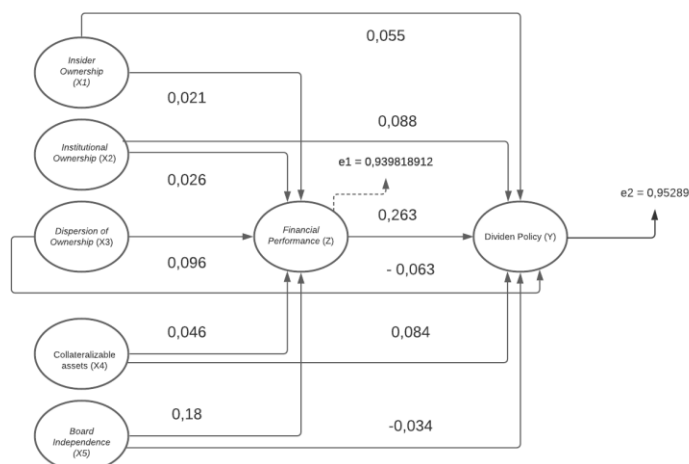 0,055
Insider
Ownership
(X1)
0,021
0,088
Institutional
Ownership (X2)
e1 = 0,939818912
0,026
e2 = 0,95289
0,263
Dispersion of
Ownership (X3)
Financial
Performance (Z)
Dividen Policy (Y)
0,096
- 0,063
0,046
0,084
Collateralizable
assets (X4)
0,18
-0,034
Board
Independence
(X5)